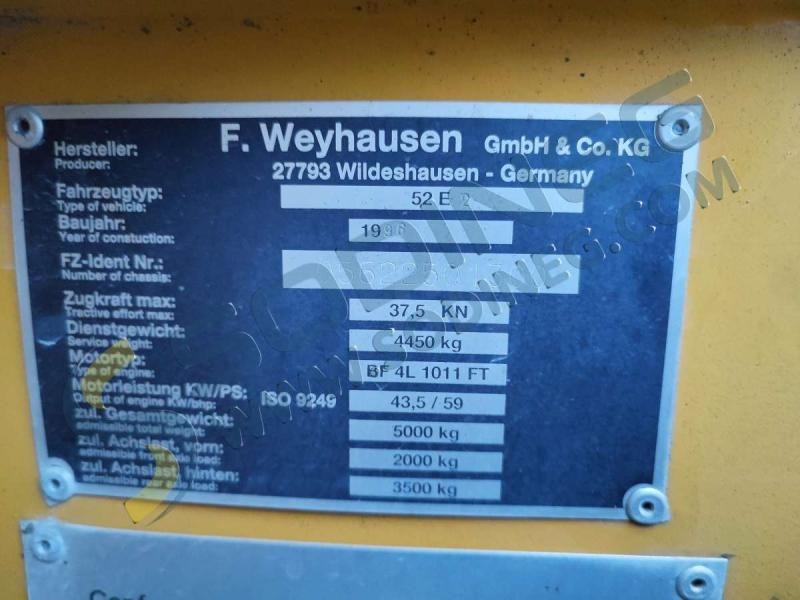 Hersteller:
Producer:
F. Weyhausen GmbH & Co. KG
27793 Wildeshausen - Germany
Fahrzeugtyp:
Type of vehicle:
52 E 2
Baujahr:
Year of constuction:
1996
FZ-Ident Nr.:
Number of chassis:
Zugkraft max:
Tractive effort max:
37,5 KN
Dienstgewicht:
Service weight:
4450 kg
Motortyp:
Type of engine:
BF 4L 1011 FT
Motorleistung KW/PS:
Output of engine KW/bhp:
ISO 9249
43,5 / 59
zul. Gesamtgewicht:
admissible total weight:
5000 kg
zul. Achslast, vorn:
admissible front axle load:
2000 kg
zul. Achslast, hinten:
admissible rear axle load:
3500 kg
SODINEG
WWW.SODINEG.COM